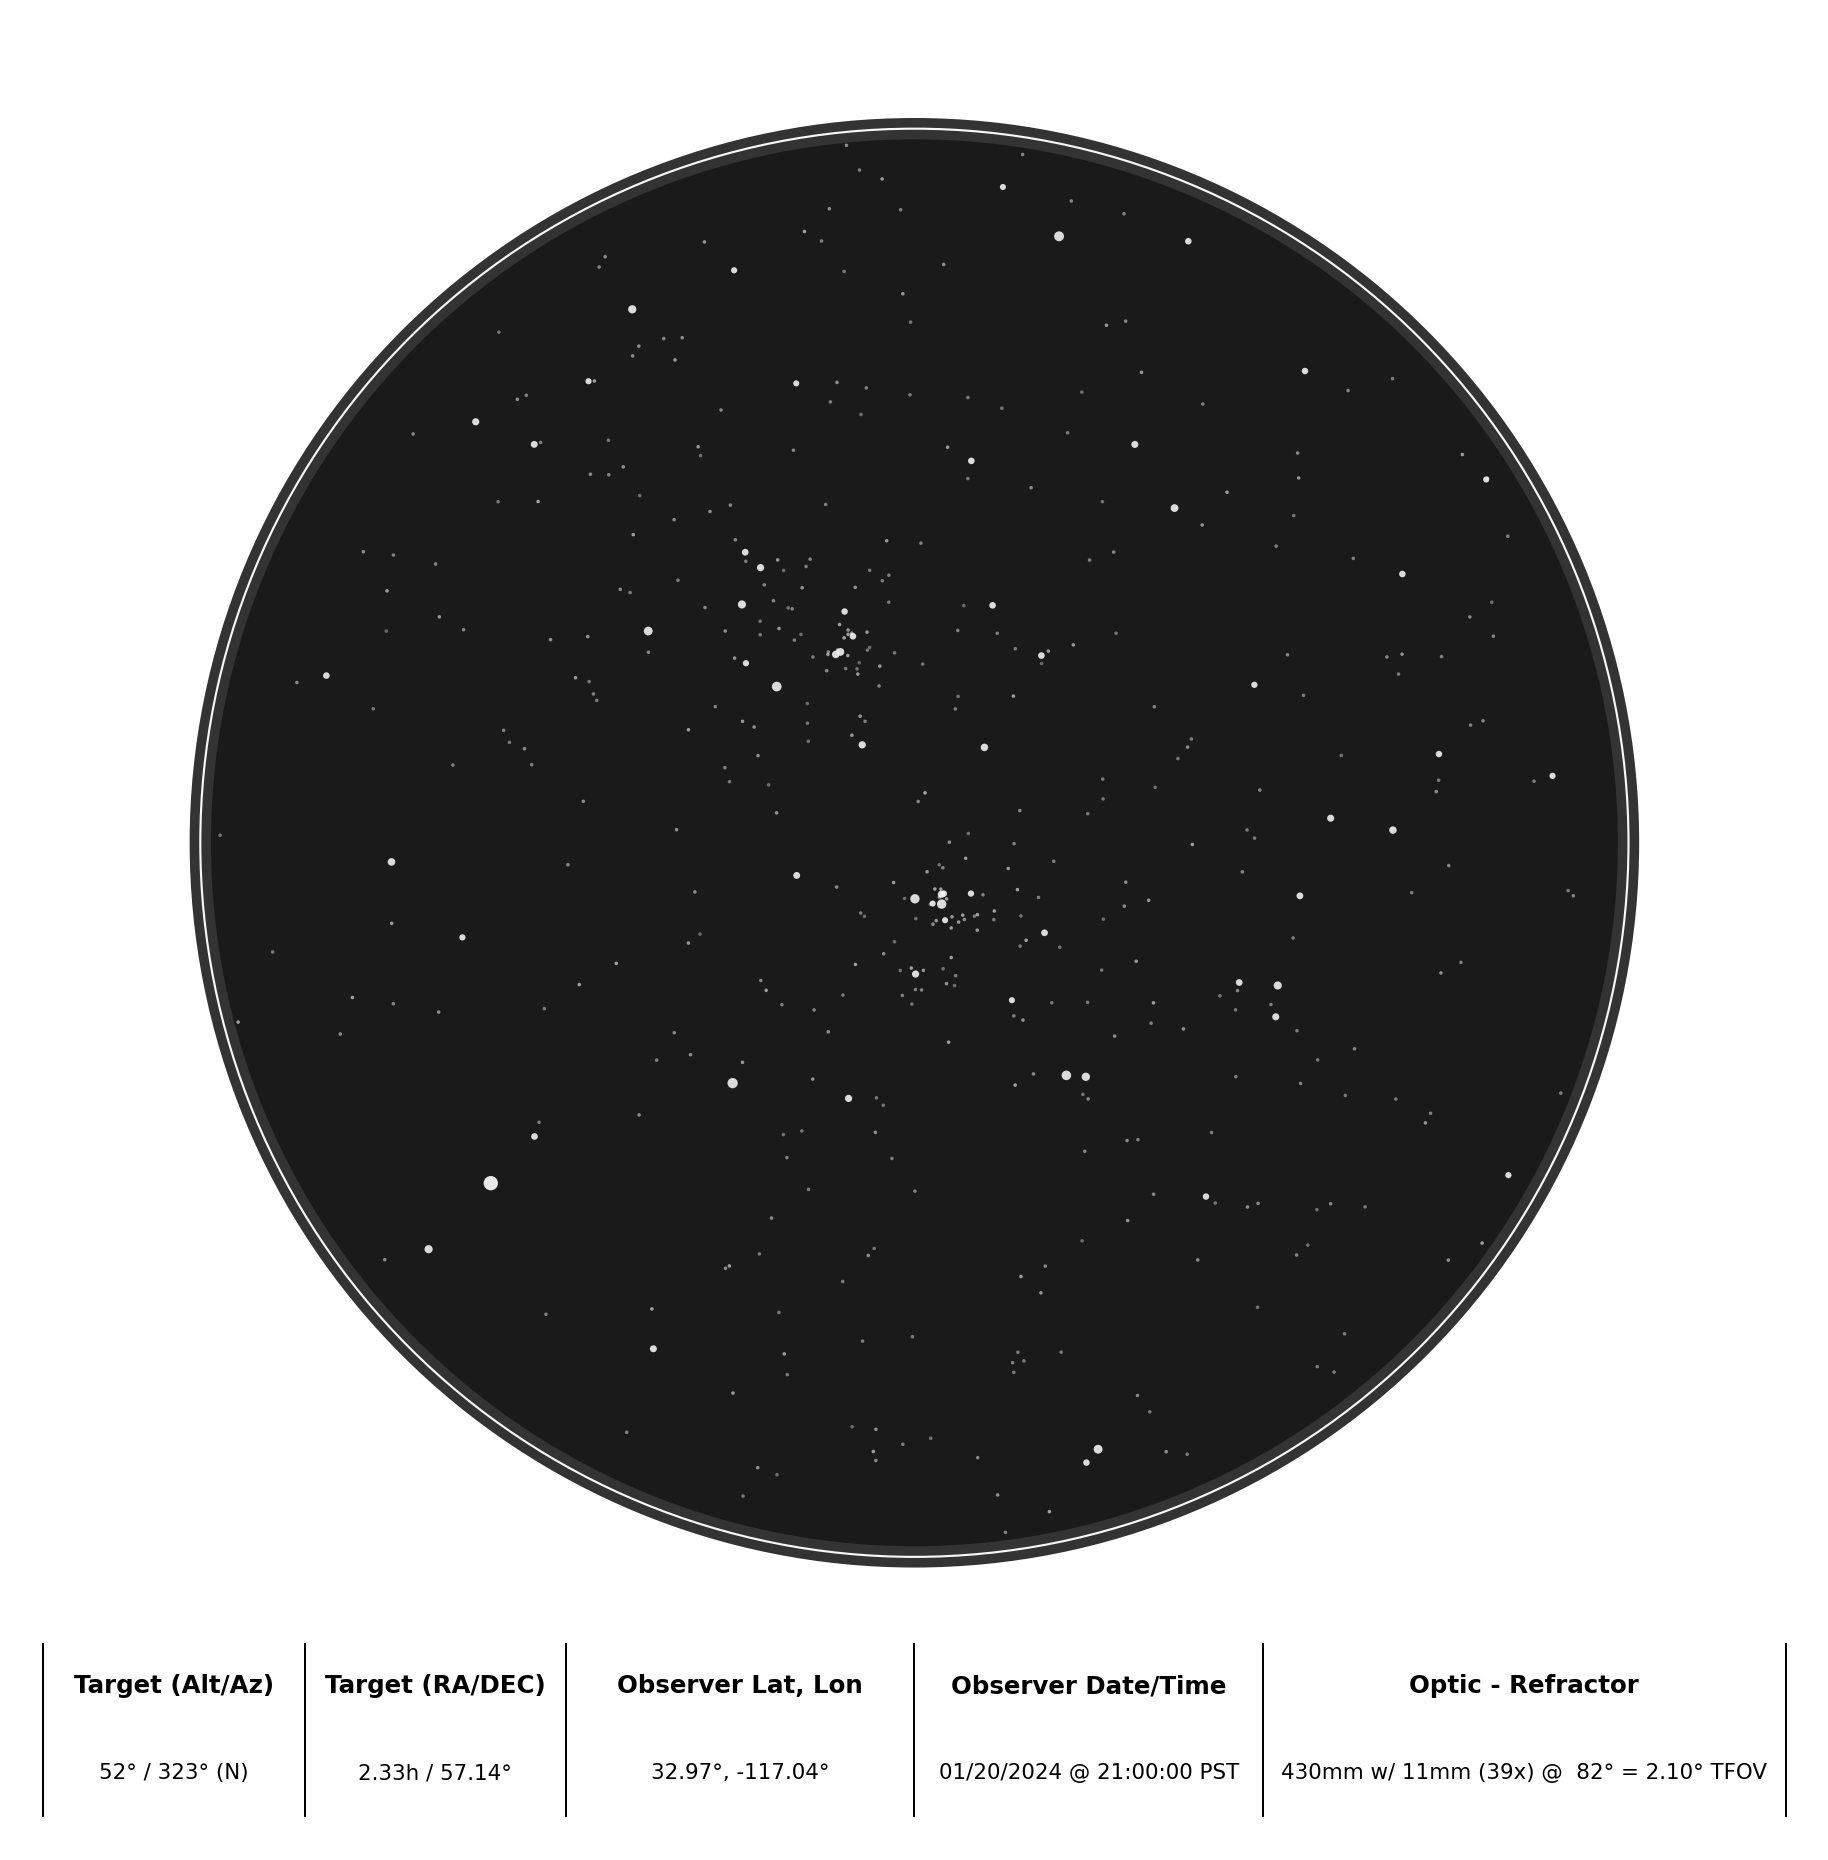 Target (Alt/Az) Target (RA/DEC) Observer Lat, Lon Observer Date/Time Optic - Refractor
52° / 323° (N) 2.33h / 57.14° 32.97°, -117.04° 01/20/2024 @ 21:00:00 PST 430mm w/ 11mm (39x) @  82° = 2.10° TFOV